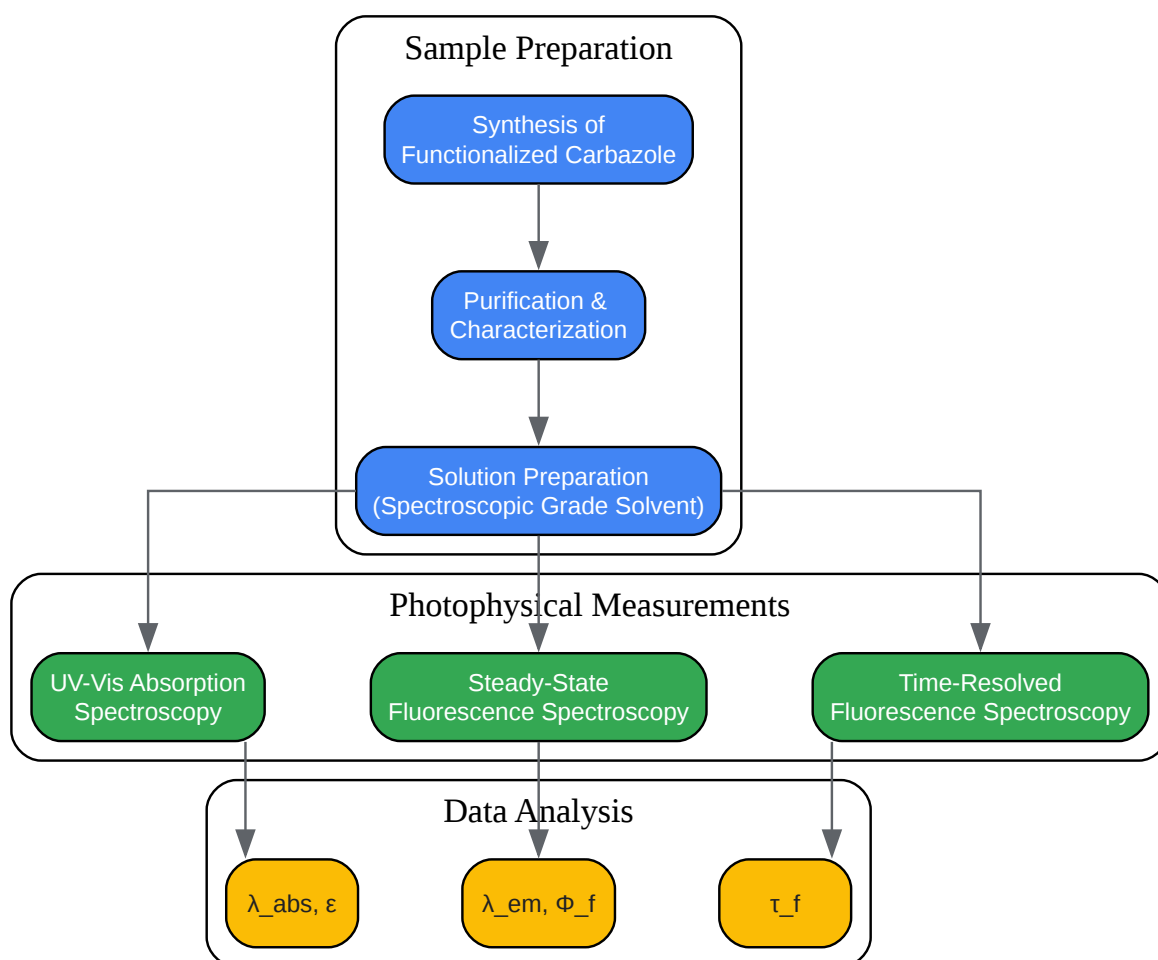 Sample Preparation
Synthesis of
Functionalized Carbazole
Purification &
Characterization
Solution Preparation
(Spectroscopic Grade Solvent)
Photophysical Measurements
UV-Vis Absorption
Spectroscopy
Steady-State
Fluorescence Spectroscopy
Time-Resolved
Fluorescence Spectroscopy
Data Analysis
λ_abs, ε
λ_em, Φ_f
τ_f